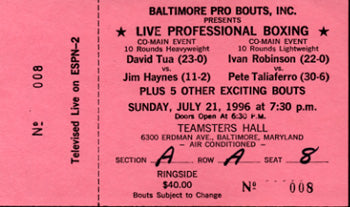 Nº 008
Televised Live on ESPN-2
BALTIMORE PRO BOUTS, INC.
PRESENTS
★ LIVE PROFESSIONAL BOXING ★
CO-MAIN EVENT CO-MAIN EVENT
10 Rounds Heavyweight 10 Rounds Lightweight
David Tua (23-0) Ivan Robinson (22-0)
vs. vs.
Jim Haynes (11-2) Pete Taliaferro (30-6)
PLUS 5 OTHER EXCITING BOUTS
SUNDAY, JULY 21, 1996 at 7:30 p.m.
Doors Open At 6:30 P.M.
TEAMSTERS HALL
6300 ERDMAN AVE., BALTIMORE, MARYLAND
- AIR CONDITIONED -
SECTION A ROW A SEAT 8
RINGSIDE
$40.00
Bouts Subject to Change
Nº 008